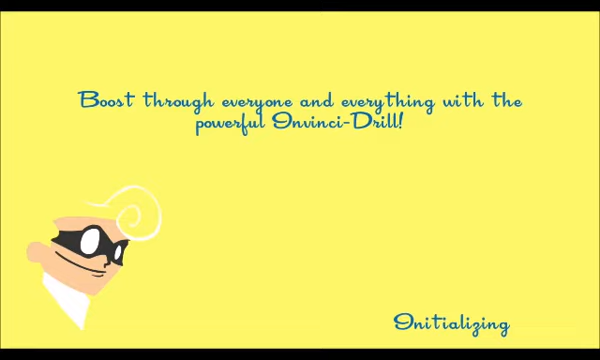 Boost through everyone and everything with the
powerful Invinci-Drill!
Initializing